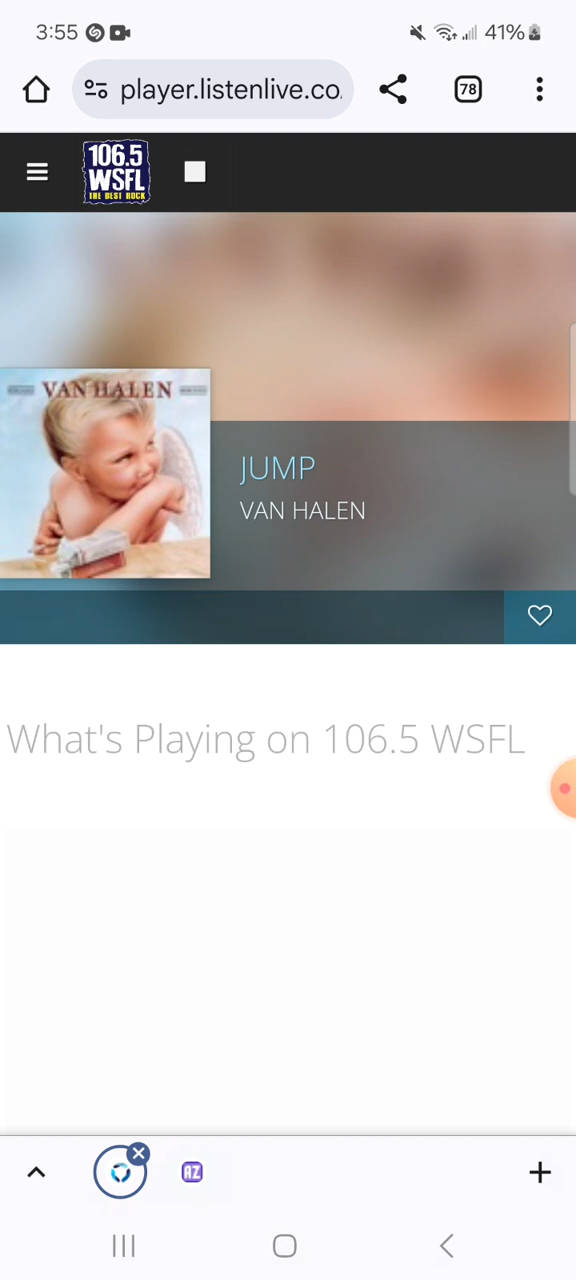 3:55
41%
player.listenlive.co.
78
106.5
WSFL
THE BEST ROCK
VAN HALEN
JUMP
VAN HALEN
What's Playing on 106.5 WSFL
AZ